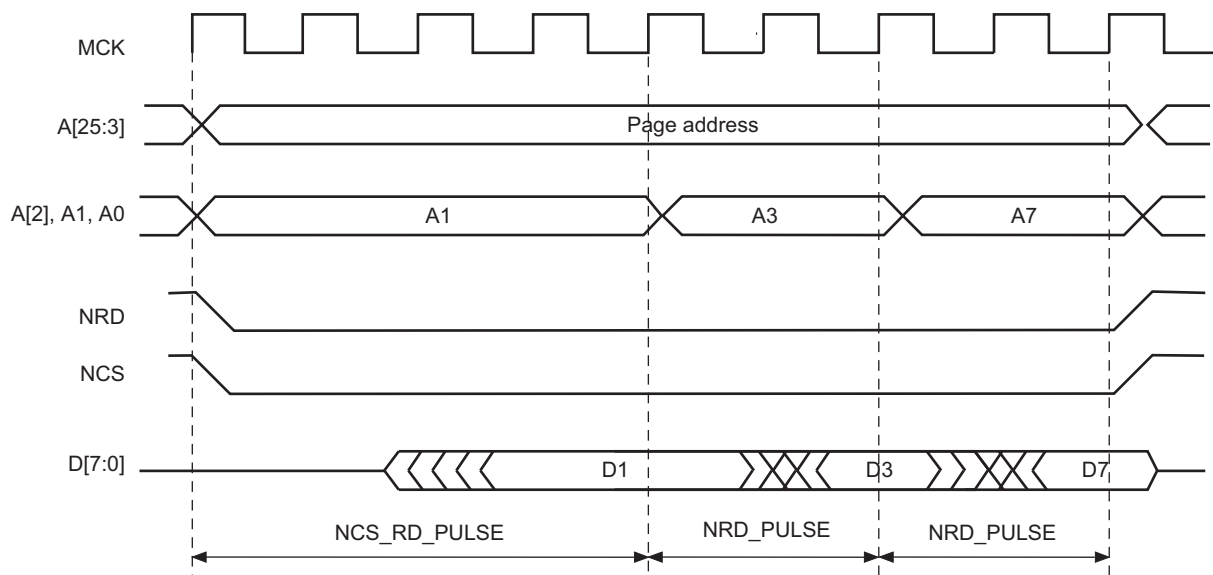 MCK
A[25:3]
Page address
A[2], A1, A0
A1
A3
A7
NRD
NCS
D[7:0]
D1
D3
D7
NCS_RD_PULSE
NRD_PULSE
NRD_PULSE